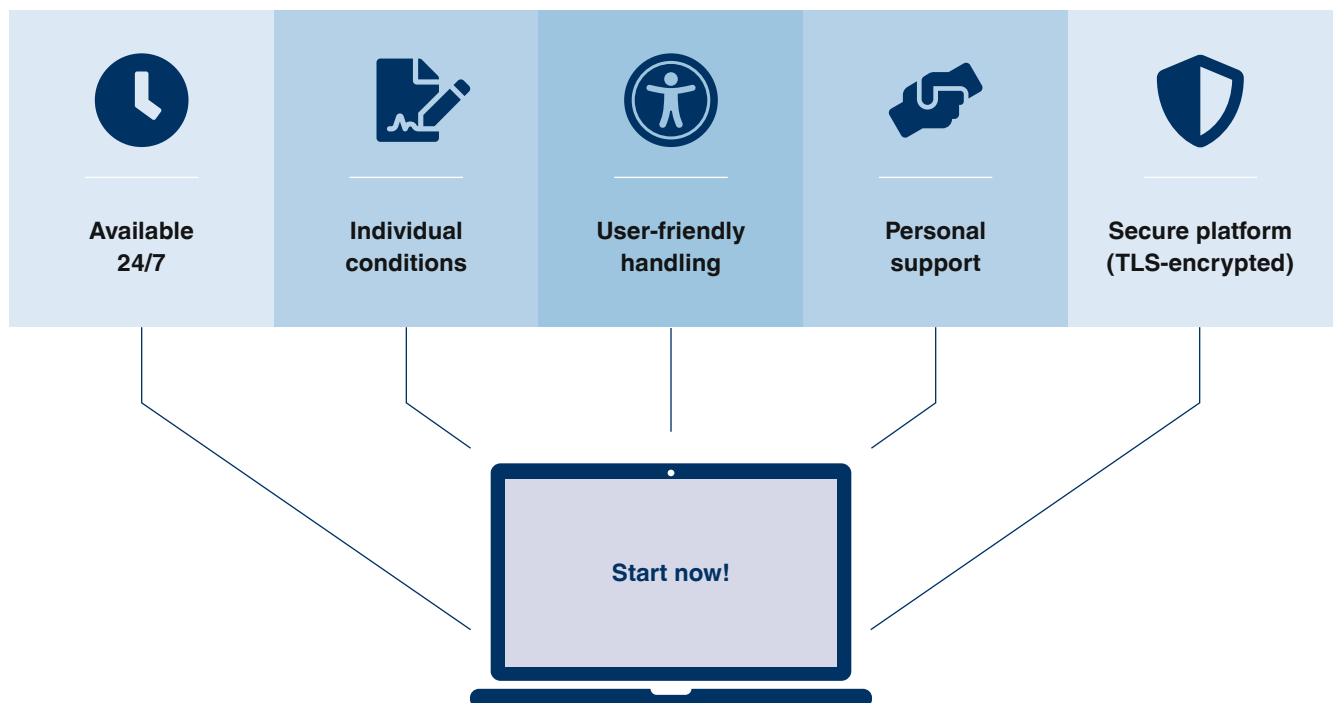 Available
24/7
Individual
conditions
User-friendly
handling
Personal
support
Secure platform
(TLS-encrypted)
Start now!